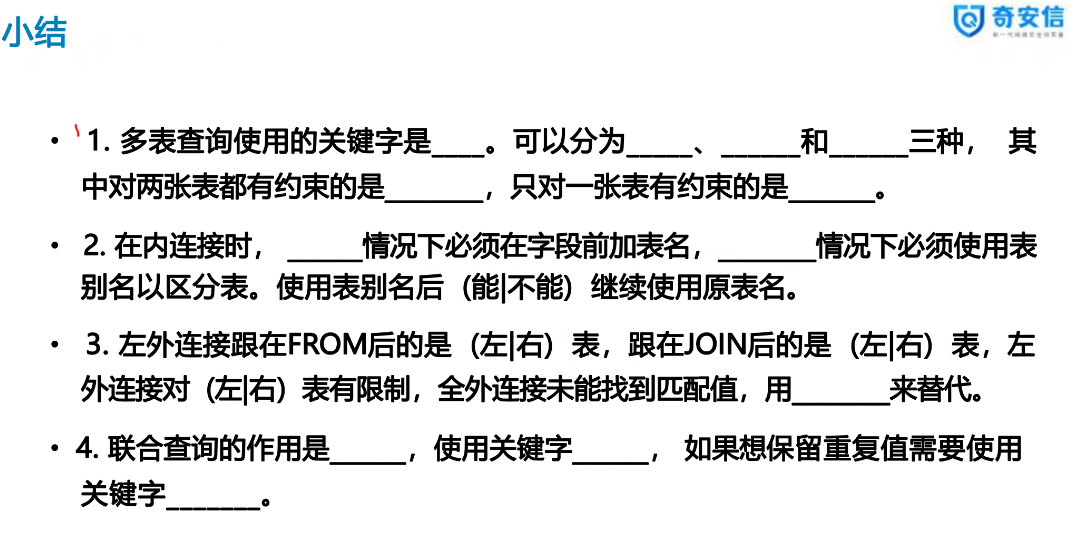 小结
奇安信
新一代网络安全领军者
• 1. 多表查询使用的关键字是____。可以分为_____、______和______三种， 其
中对两张表都有约束的是_______，只对一张表有约束的是______。
• 2. 在内连接时， _____情况下必须在字段前加表名，_______情况下必须使用表
别名以区分表。使用表别名后（能|不能）继续使用原表名。
• 3. 左外连接跟在FROM后的是（左|右）表，跟在JOIN后的是（左|右）表，左
外连接对（左|右）表有限制，全外连接未能找到匹配值，用_______来替代。
• 4. 联合查询的作用是_____，使用关键字_____， 如果想保留重复值需要使用
关键字______。